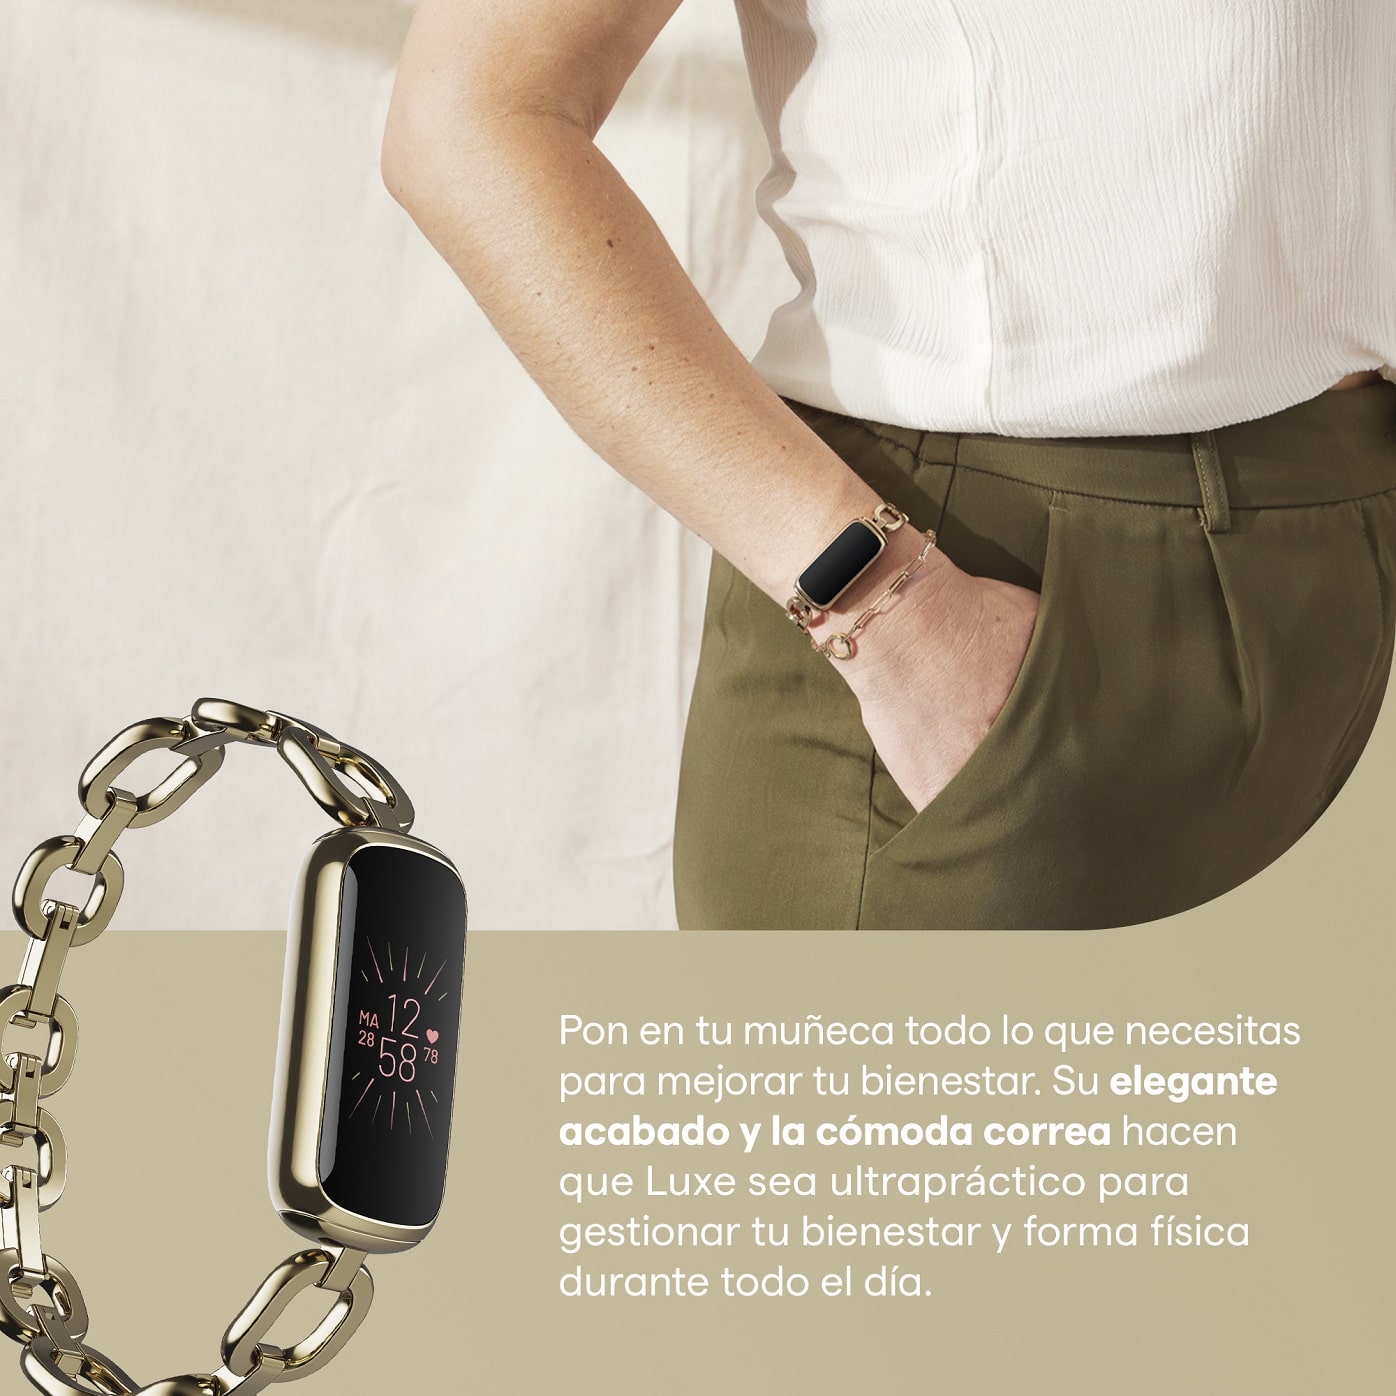 MA 12
28 58 78
Pon en tu muñeca todo lo que necesitas
para mejorar tu bienestar. Su elegante
acabado y la cómoda correa hacen
que Luxe sea ultrapráctico para
gestionar tu bienestar y forma física
durante todo el día.